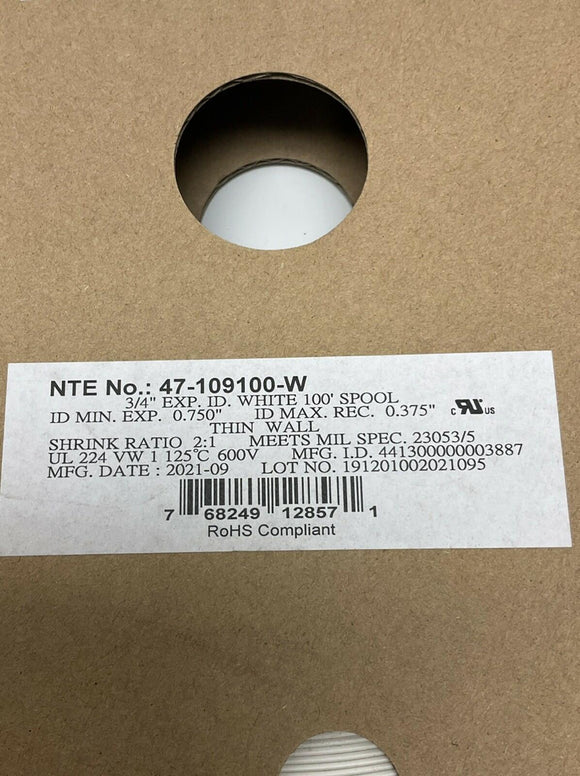 NTE No.: 47-109100-W
3/4" EXP. ID. WHITE 100' SPOOL
ID MIN. EXP. 0.750" ID MAX. REC. 0.375"
THIN WALL
c RU US
SHRINK RATIO 2:1 MEETS MIL SPEC. 23053/5
UL 224 VW 1 125°C 600V MFG. I.D. 441300000003887
MFG. DATE : 2021-09 LOT NO. 191201002021095
7 68249 12857 1
RoHS Compliant